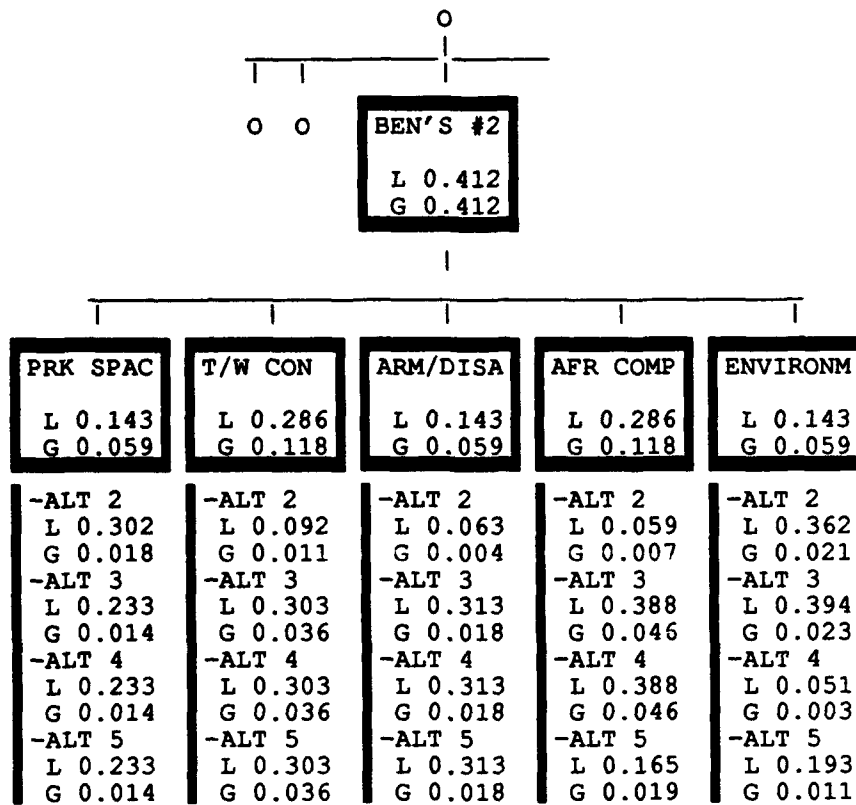 O
O O
BEN'S #2
L 0.412
G 0.412
PRK SPAC
L 0.143
G 0.059
-ALT 2
L 0.302
G 0.018
-ALT 3
L 0.233
G 0.014
-ALT 4
L 0.233
G 0.014
-ALT 5
L 0.233
G 0.014
T/W CON
L 0.286
G 0.118
-ALT 2
L 0.092
G 0.011
-ALT 3
L 0.303
G 0.036
-ALT 4
L 0.303
G 0.036
-ALT 5
L 0.303
G 0.036
ARM/DISA
L 0.143
G 0.059
-ALT 2
L 0.063
G 0.004
-ALT 3
L 0.313
G 0.018
-ALT 4
L 0.313
G 0.018
-ALT 5
L 0.313
G 0.018
AFR COMP
L 0.286
G 0.118
-ALT 2
L 0.059
G 0.007
-ALT 3
L 0.388
G 0.046
-ALT 4
L 0.388
G 0.046
-ALT 5
L 0.165
G 0.019
ENVIRONM
L 0.143
G 0.059
-ALT 2
L 0.362
G 0.021
-ALT 3
L 0.394
G 0.023
-ALT 4
L 0.051
G 0.003
-ALT 5
L 0.193
G 0.011